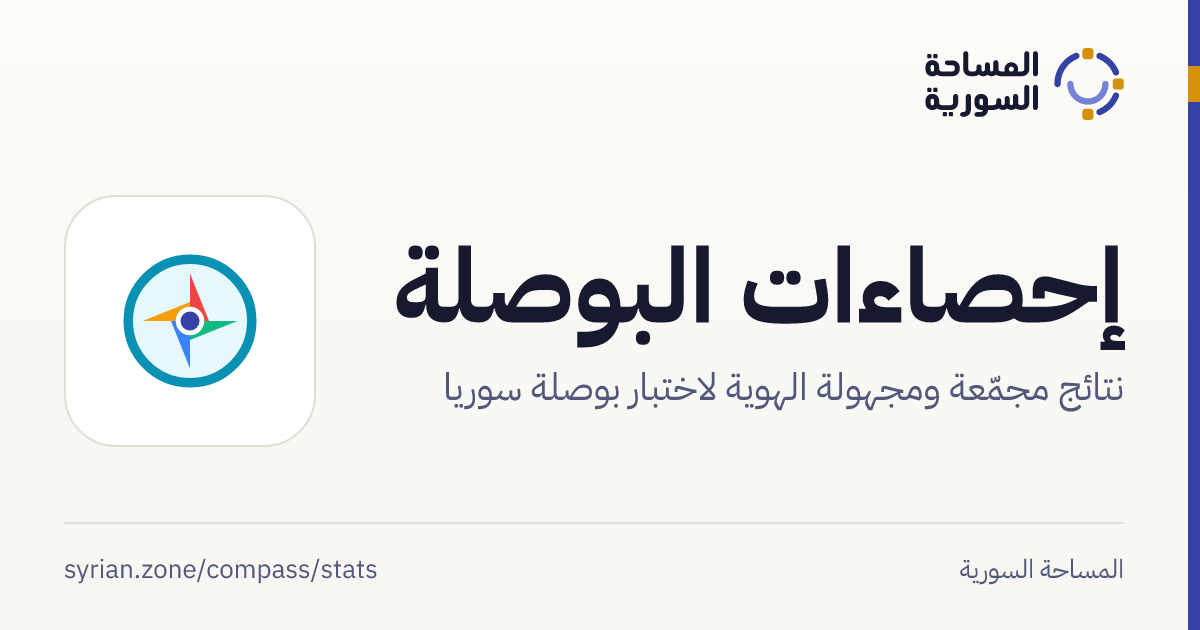 المساحة
السورية
إحصاءات البوصلة
نتائج مجمّعة ومجهولة الهوية لاختبار بوصلة سوريا
المساحة السورية
syrian.zone/compass/stats